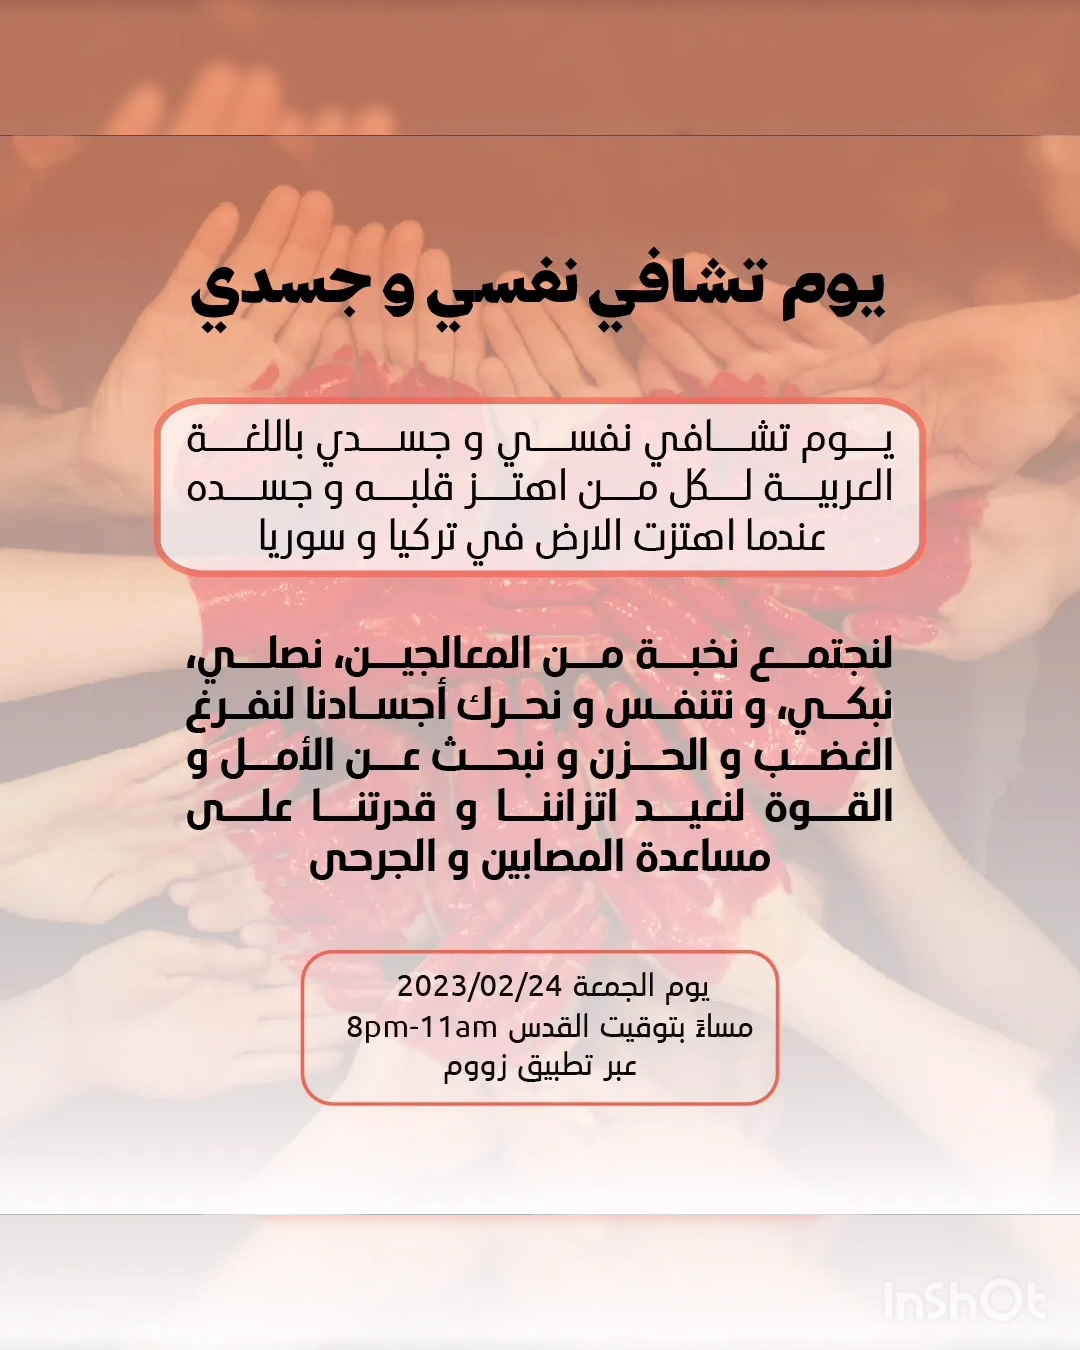 يوم تشافي نفسي و جسدي
يوم تشافي نفسي و جسدي باللغة
العربية لكل من اهتز قلبه و جسده
عندما اهتزت الارض في تركيا و سوريا
لنجتمع نخبة من المعالجين، نصلي،
نبكي، و نتنفس و نحرك أجسادنا لنفرغ
الغضب و الحزن و نبحث عن الأمل و
القوة لنعيد اتزاننا و قدرتنا على
مساعدة المصابين و الجرحى
يوم الجمعة 2023/02/24
مساءً بتوقيت القدس 8pm-11am
عبر تطبيق زووم
InShOt